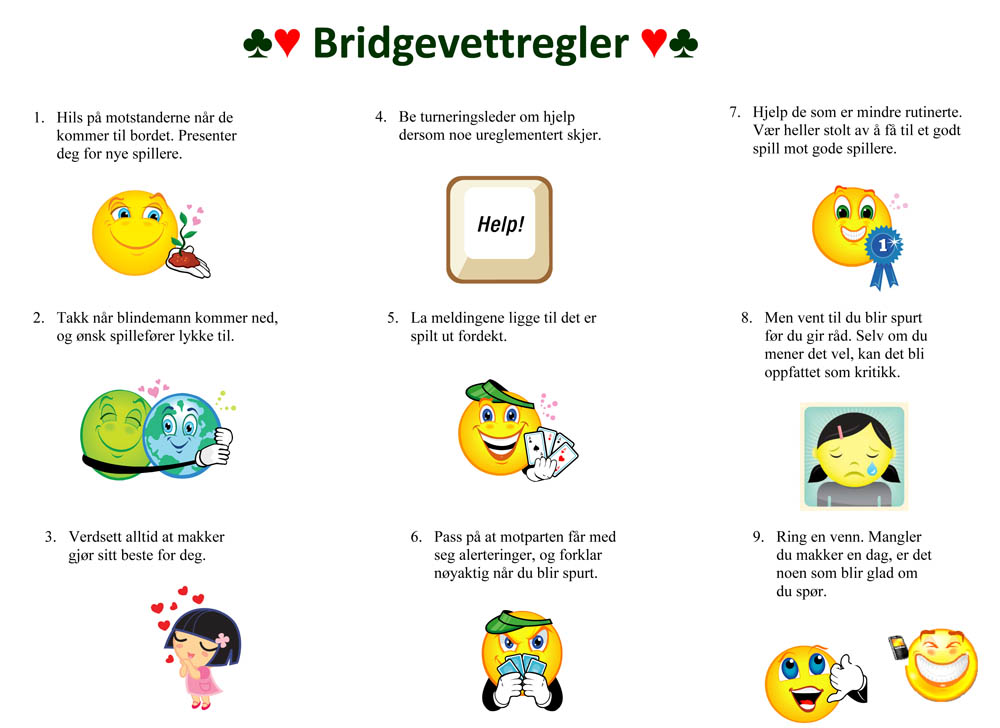 ♣♥ Bridgevettregler ♥♣
1. Hils på motstanderne når de
kommer til bordet. Presenter
deg for nye spillere.
2. Takk når blindemann kommer ned,
og ønsk spillefører lykke til.
3. Verdsett alltid at makker
gjør sitt beste for deg.
4. Be turneringsleder om hjelp
dersom noe ureglementert skjer.
Help!
5. La meldingene ligge til det er
spilt ut fordekt.
6. Pass på at motparten får med
seg alerteringer, og forklar
nøyaktig når du blir spurt.
7. Hjelp de som er mindre rutinerte.
Vær heller stolt av å få til et godt
spill mot gode spillere.
1
8. Men vent til du blir spurt
før du gir råd. Selv om du
mener det vel, kan det bli
oppfattet som kritikk.
9. Ring en venn. Mangler
du makker en dag, er det
noen som blir glad om
du spør.